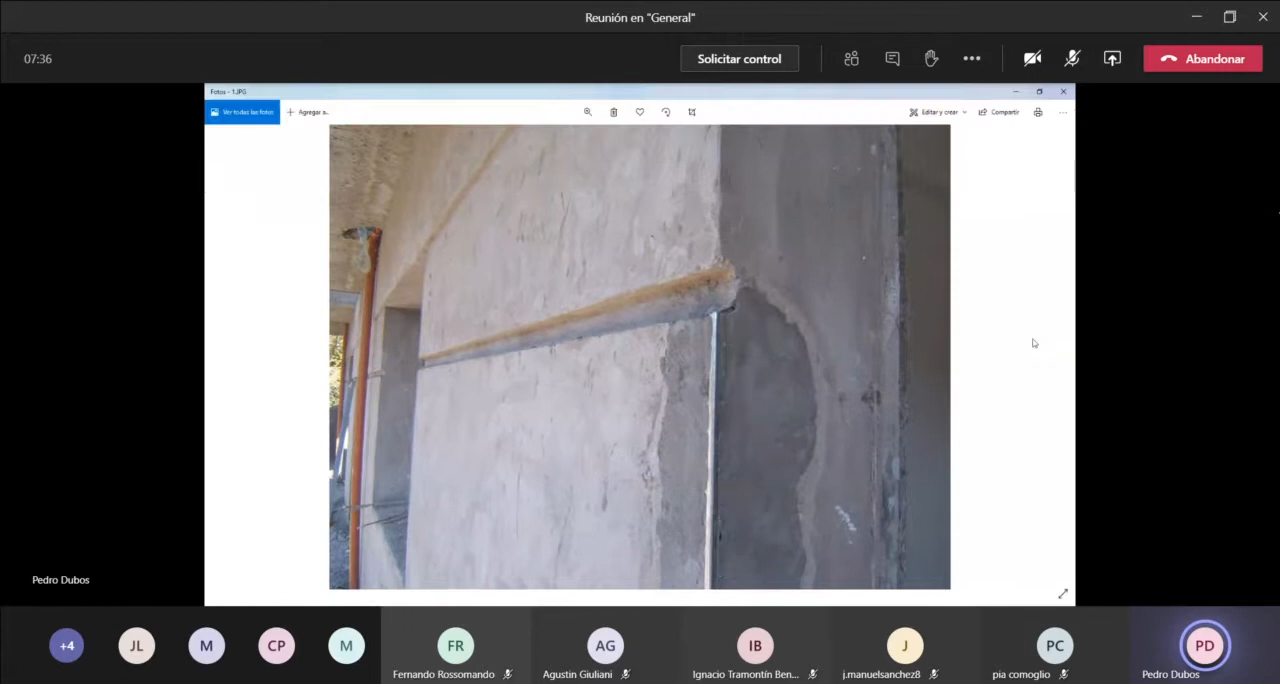 Reunión en "General"
07:36
Solicitar control
Abandonar
Fotos - 1.JPG
Ver todas las fotos
Agregar a..
Editar y crear
Compartir
Pedro Dubos
+4
JL
M
CP
M
FR
AG
IB
J
PC
PD
Fernando Rossomando
Agustin Giuliani
Ignacio Tramontín Ben...
j.manuelsanchez8
pia comoglio
Pedro Dubos